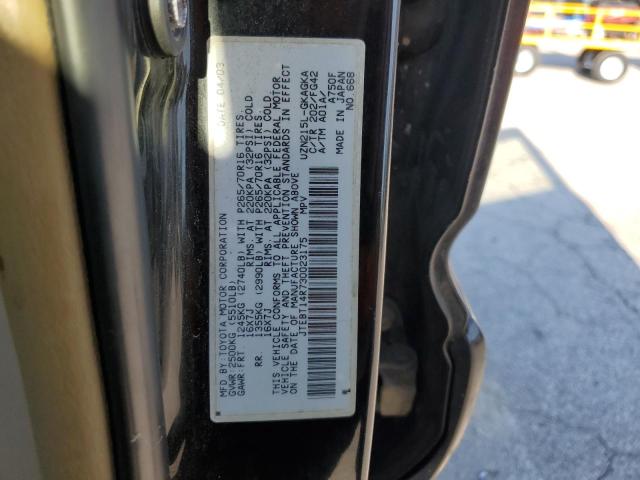 MFD.BY:TOYOTA MOTOR CORPORATION DATE 04/03
GVWR:2500KG(5510LB)
GAWR:FRT 1245KG (2740LB) WITH P265/70R16 TIRES.
16X7J RIMS. AT 220KPA (32PSI) COLD
RR. 1355KG (2990LB) WITH P265/70R16 TIRES.
16X7J RIMS. AT 220KPA (32PSI) COLD
THIS VEHICLE CONFORMS TO ALL APPLICABLE FEDERAL MOTOR
VEHICLE SAFETY AND THEFT PREVENTION STANDARDS IN EFFECT
ON THE DATE OF MANUFACTURE SHOWN ABOVE.
JTEBT14R730023175 MPV UZN215L-GKAGKA
C/TR 202/FG42
A/TM A01A/ A750F
MADE IN JAPAN
NO.668